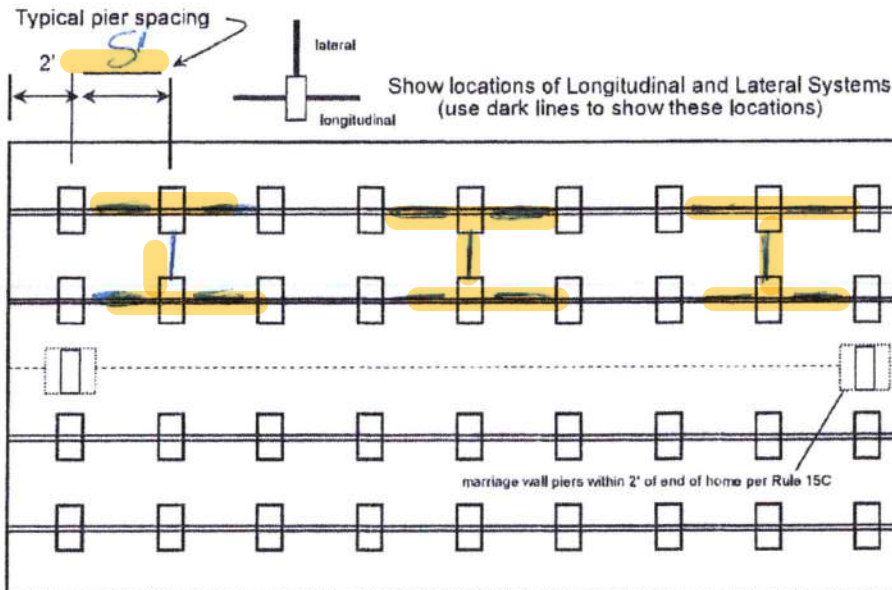 Typical pier spacing
5'
2'
lateral
longitudinal
Show locations of Longitudinal and Lateral Systems
(use dark lines to show these locations)
marriage wall piers within 2' of end of home per Rule 15C